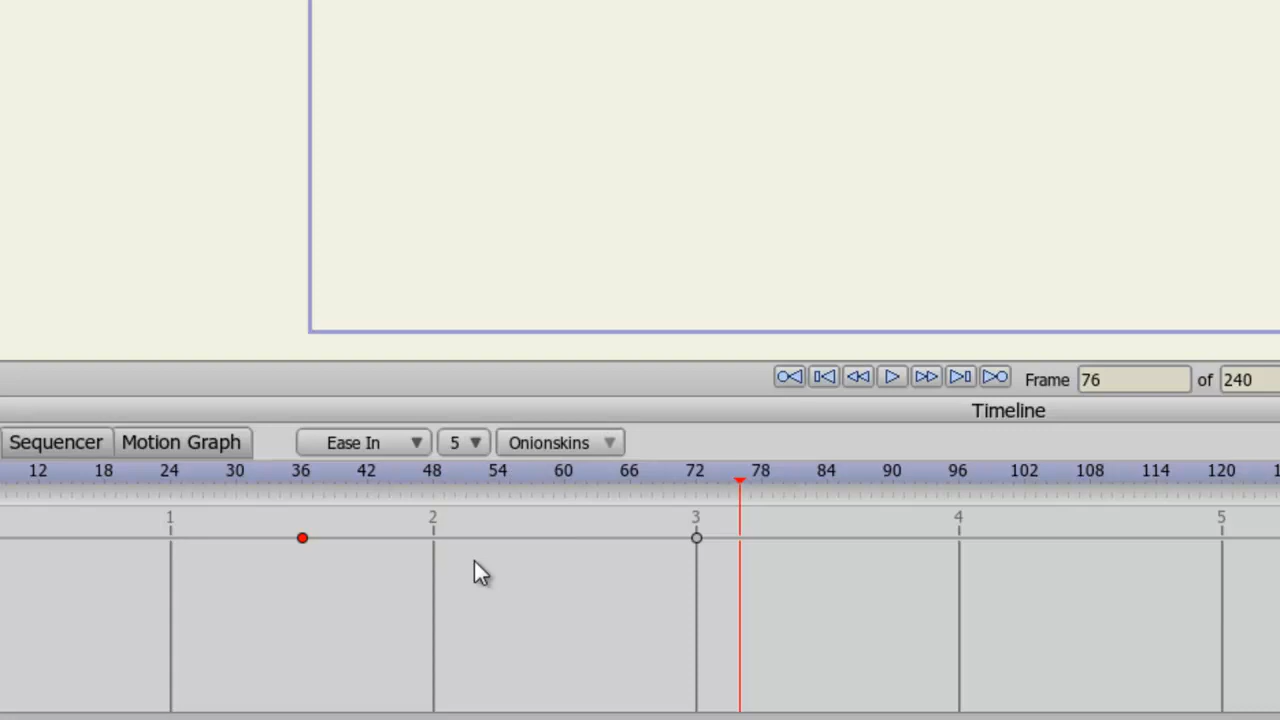 Frame 76 of 240
Timeline
Sequencer Motion Graph Ease In 5 Onionskins
12 18 24 30 36 42 48 54 60 66 72 78 84 90 96 102 108 114 120
1 2 3 4 5